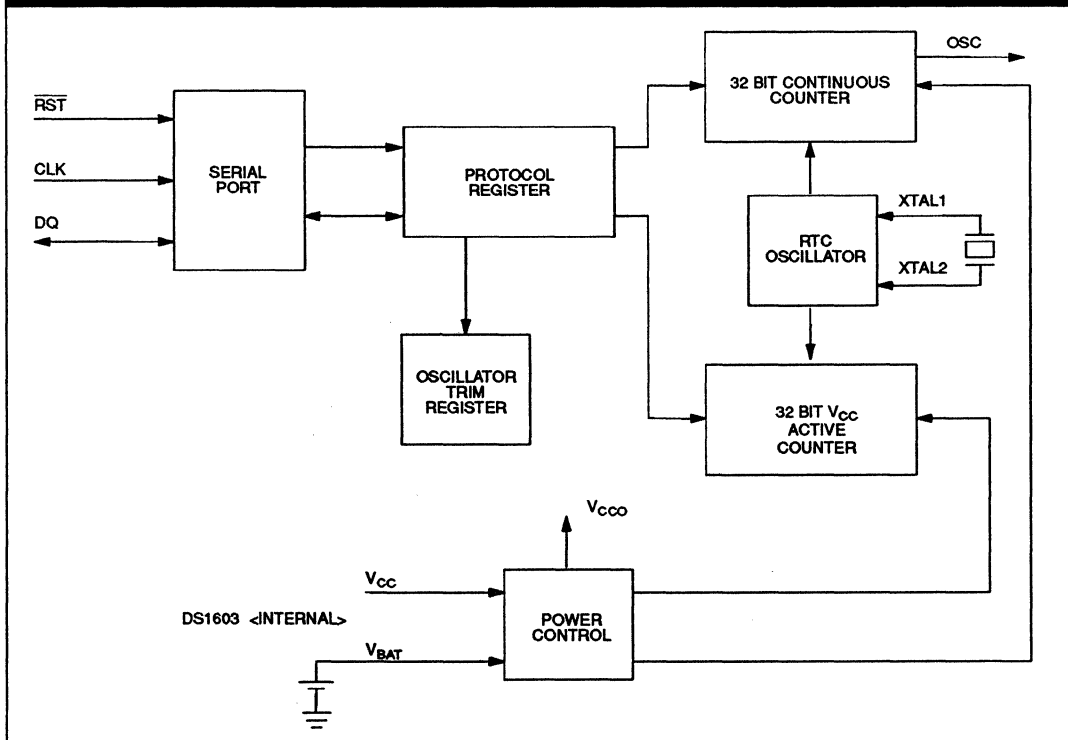 OSC
32 BIT CONTINUOUS
COUNTER
RST
CLK
DQ
SERIAL
PORT
PROTOCOL
REGISTER
XTAL1
RTC
OSCILLATOR
XTAL2
OSCILLATOR
TRIM
REGISTER
32 BIT VCC
ACTIVE
COUNTER
VCCO
VCC
DS1603 <INTERNAL>
VBAT
POWER
CONTROL